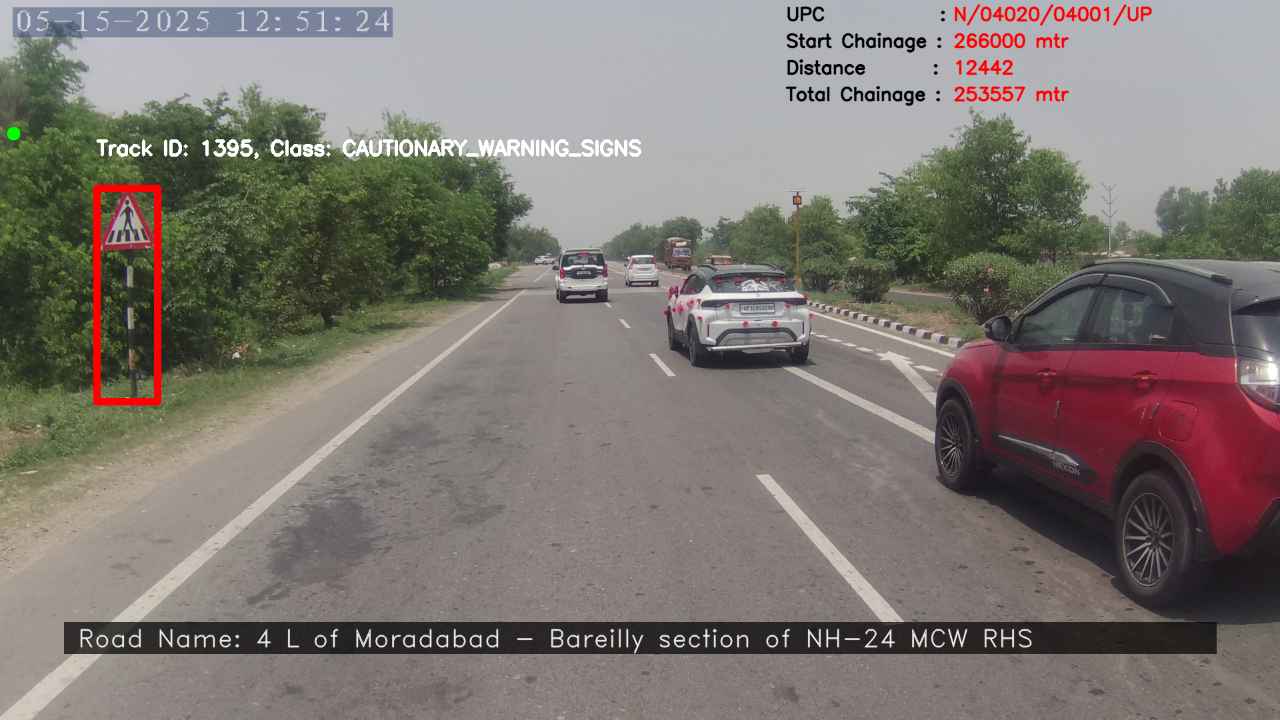 05-15-2025 12:51:24
UPC : N/04020/04001/UP
Start Chainage : 266000 mtr
Distance : 12442
Total Chainage : 253557 mtr
Track ID: 1395, Class: CAUTIONARY_WARNING_SIGNS
NEXON
Road Name: 4 L of Moradabad - Bareilly section of NH-24 MCW RHS